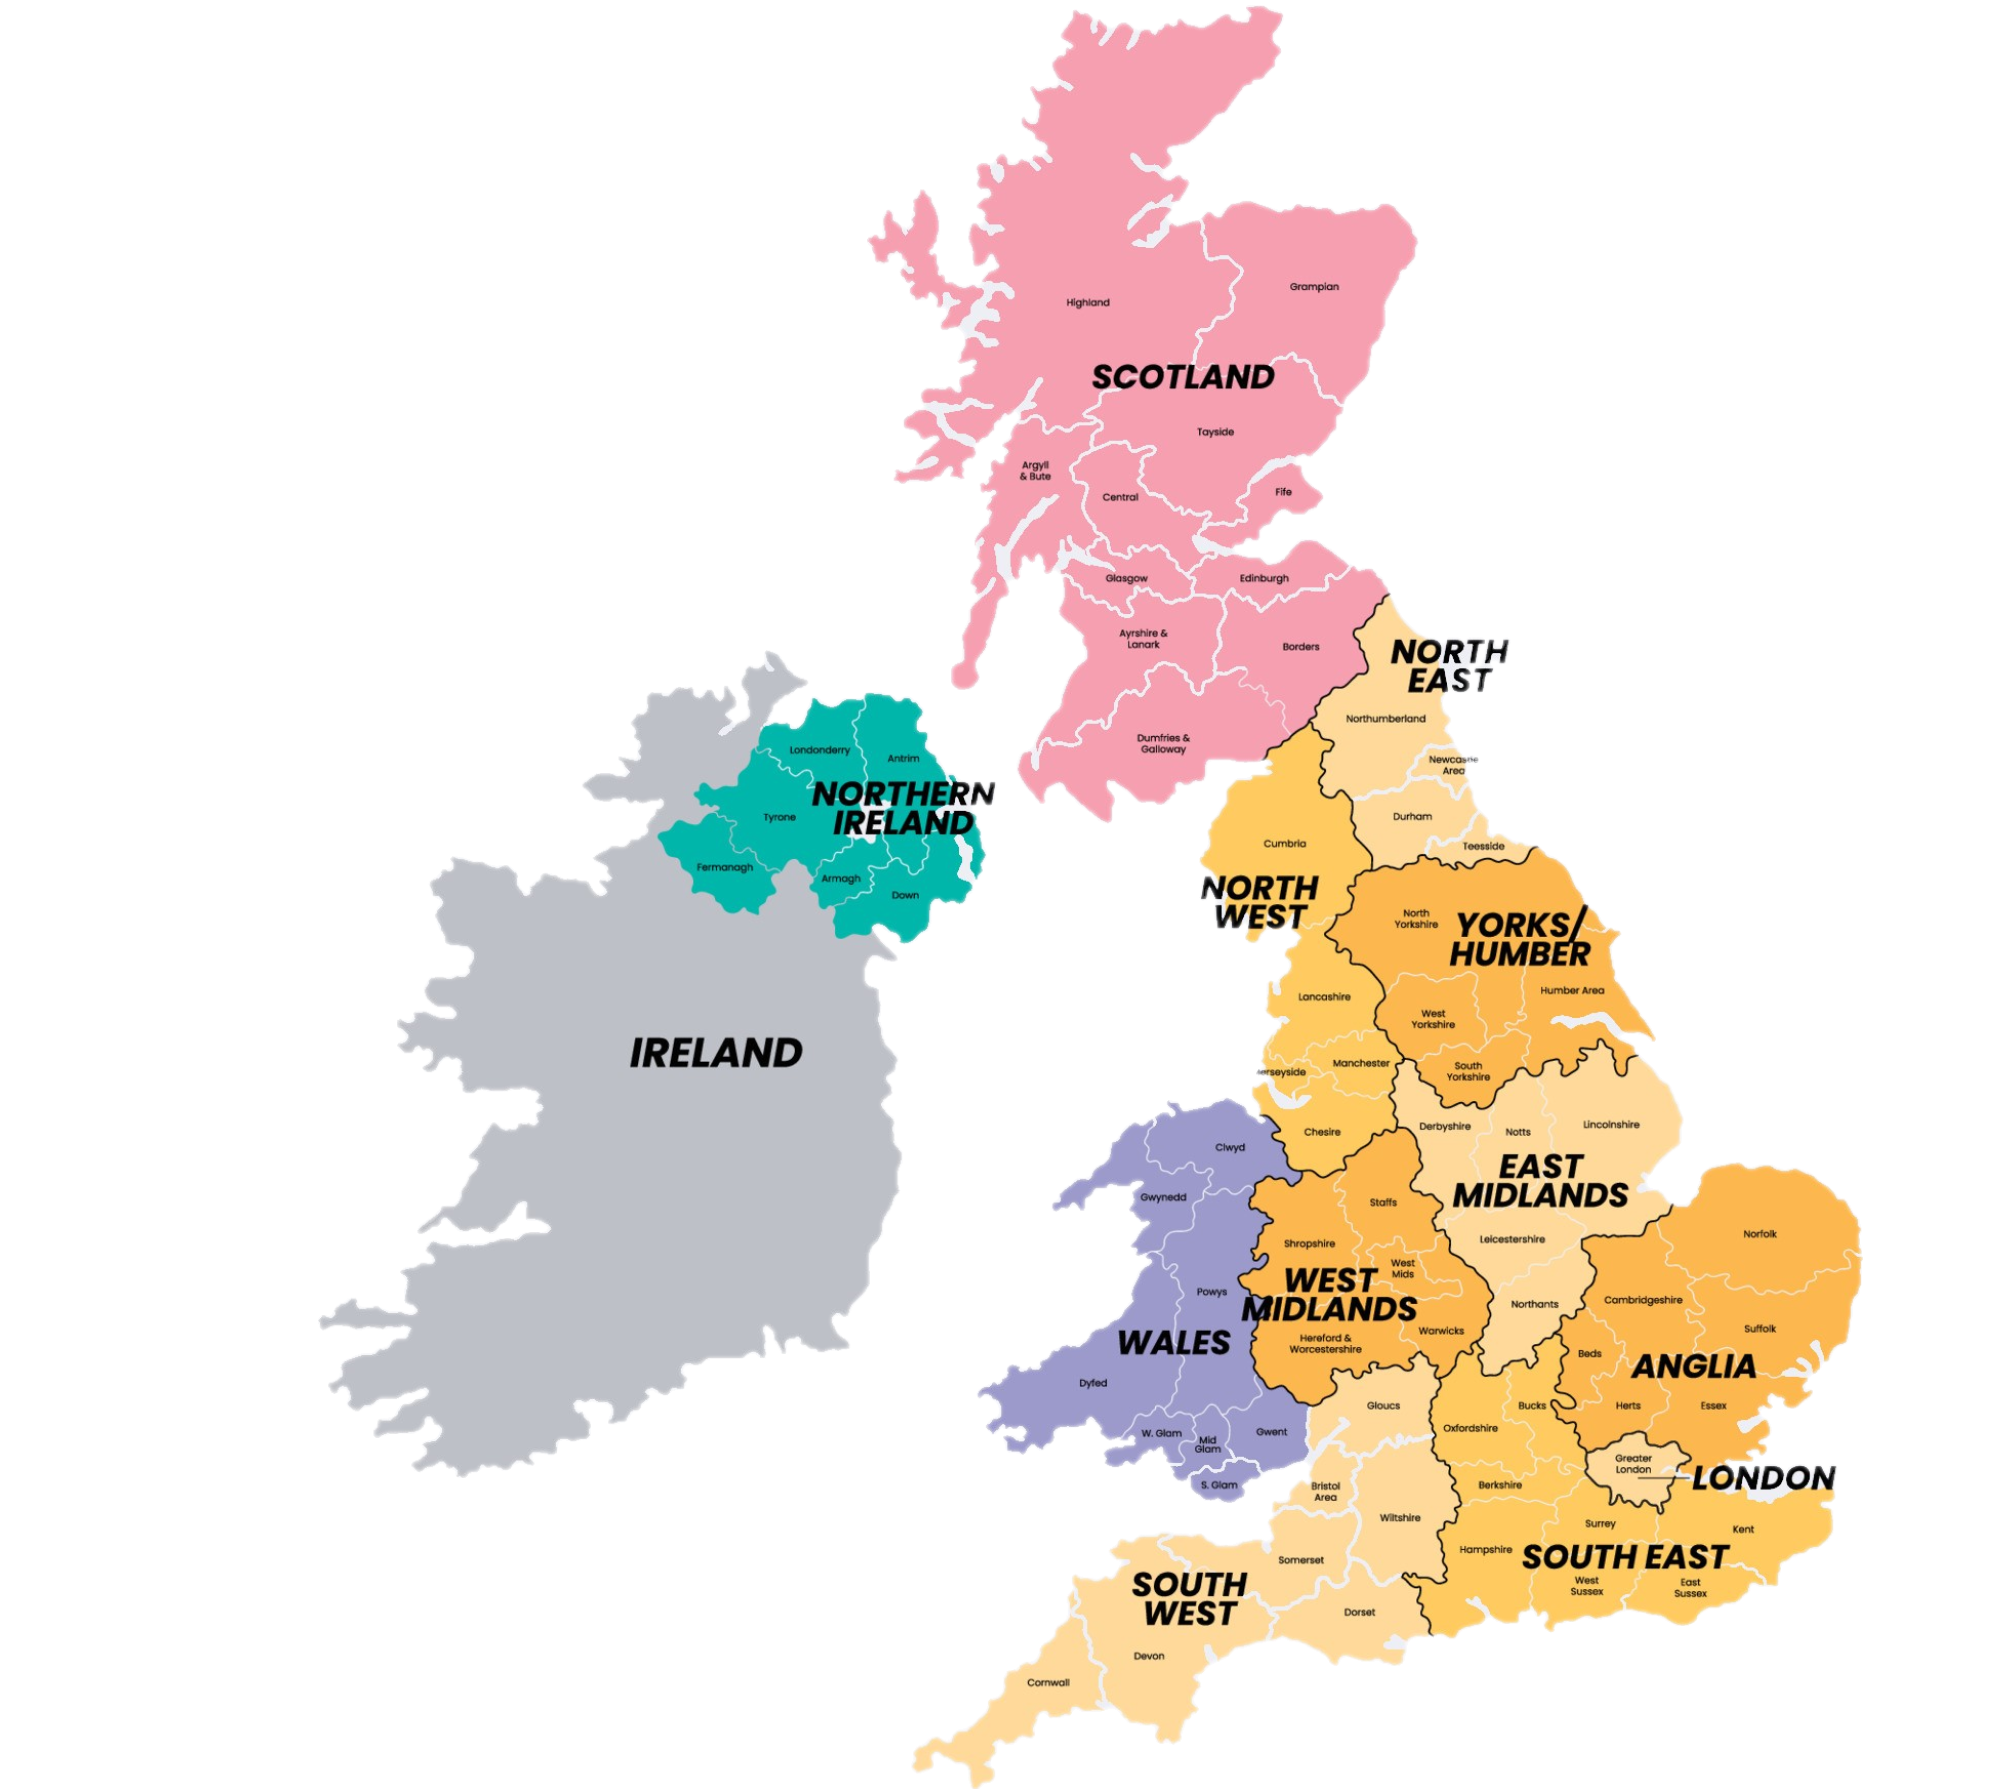 Highland
Grampian
SCOTLAND
Tayside
Argyll
& Bute
Central
Fife
Glasgow
Edinburgh
Ayrshire &
Lanark
Borders
Dumfries &
Galloway
NORTH
EAST
Northumberland
Area
Durham
Teesside
Londonderry
Antrim
NORTHERN
IRELAND
Tyrone
Fermanagh
Armagh
Down
IRELAND
Cumbria
NORTH
WEST
Lancashire
Manchester
Chesire
North
Yorkshire
YORKS/
HUMBER
Humber Area
West
Yorkshire
South
Yorkshire
Derbyshire
Notts
Lincolnshire
EAST
MIDLANDS
Leicestershire
Northants
Clwyd
Gwynedd
Powys
WALES
Dyfed
W. Glam
Mid
Glam
Gwent
S. Glam
Staffs
Shropshire
West
Mids
WEST
MIDLANDS
Warwicks
Hereford &
Worcestershire
Norfolk
Cambridgeshire
Suffolk
Beds
ANGLIA
Herts
Essex
Greater
London
LONDON
Gloucs
Bristol
Area
Wiltshire
Somerset
SOUTH
WEST
Dorset
Devon
Cornwall
Bucks
Oxfordshire
Berkshire
Surrey
Kent
Hampshire
SOUTH EAST
West
Sussex
East
Sussex